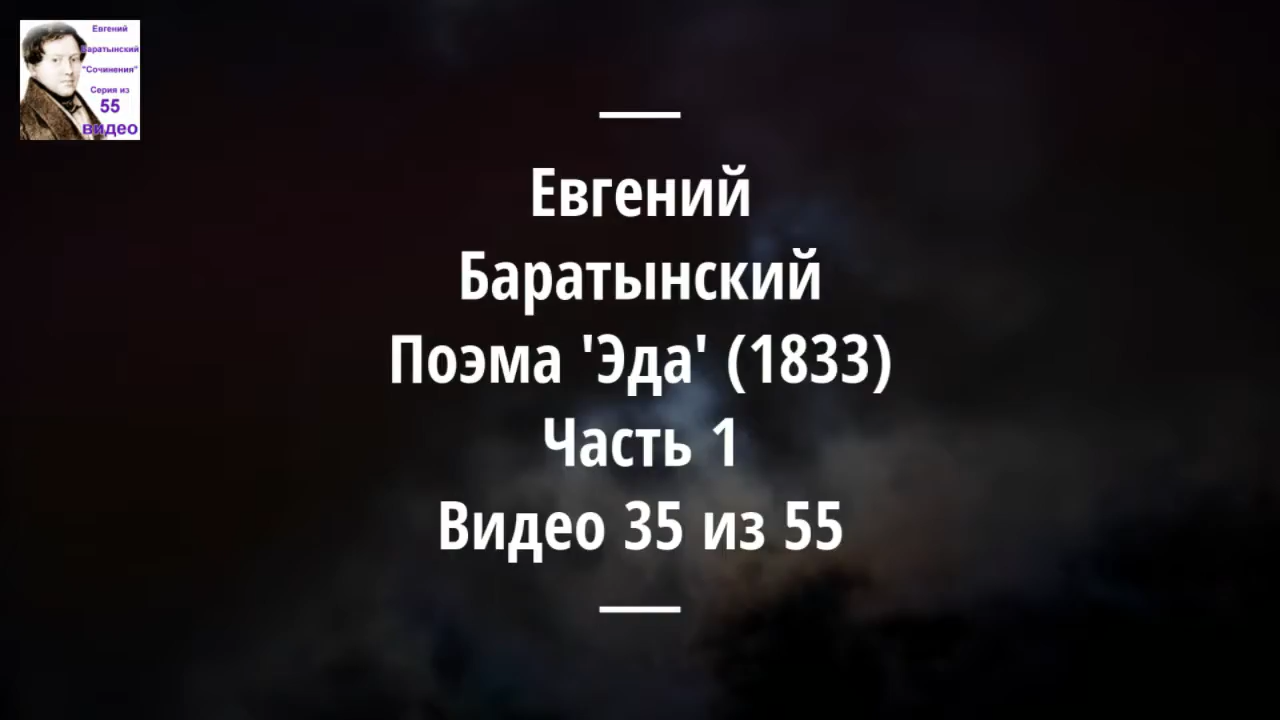 Евгений
Баратынский
"Сочинения"
Серия из
55
видео
Евгений
Баратынский
Поэма 'Эда' (1833)
Часть 1
Видео 35 из 55